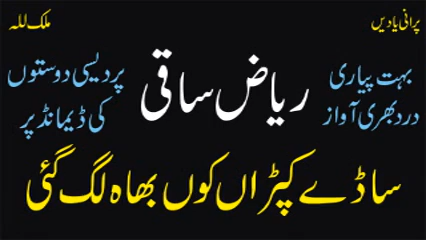 پرانی یادیں
ملک للہ
بہت پیاری
درد بھری آواز
ریاض ساقی
پردیسی دوستوں
کی ڈیمانڈ پر
ساڈے کپڑاں کوں بھاہ لگ گئی